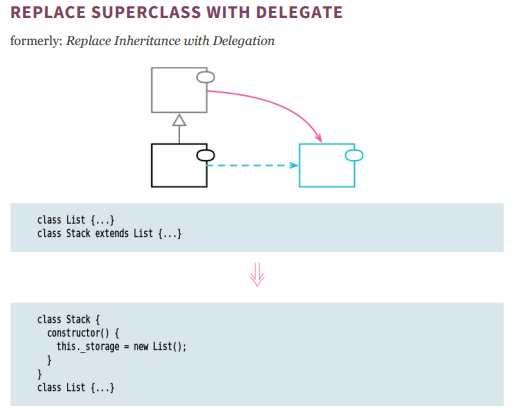 REPLACE SUPERCLASS WITH DELEGATE
formerly: Replace Inheritance with Delegation
class List {...}
class Stack extends List {...}
class Stack {
  constructor() {
    this._storage = new List();
  }
}
class List {...}